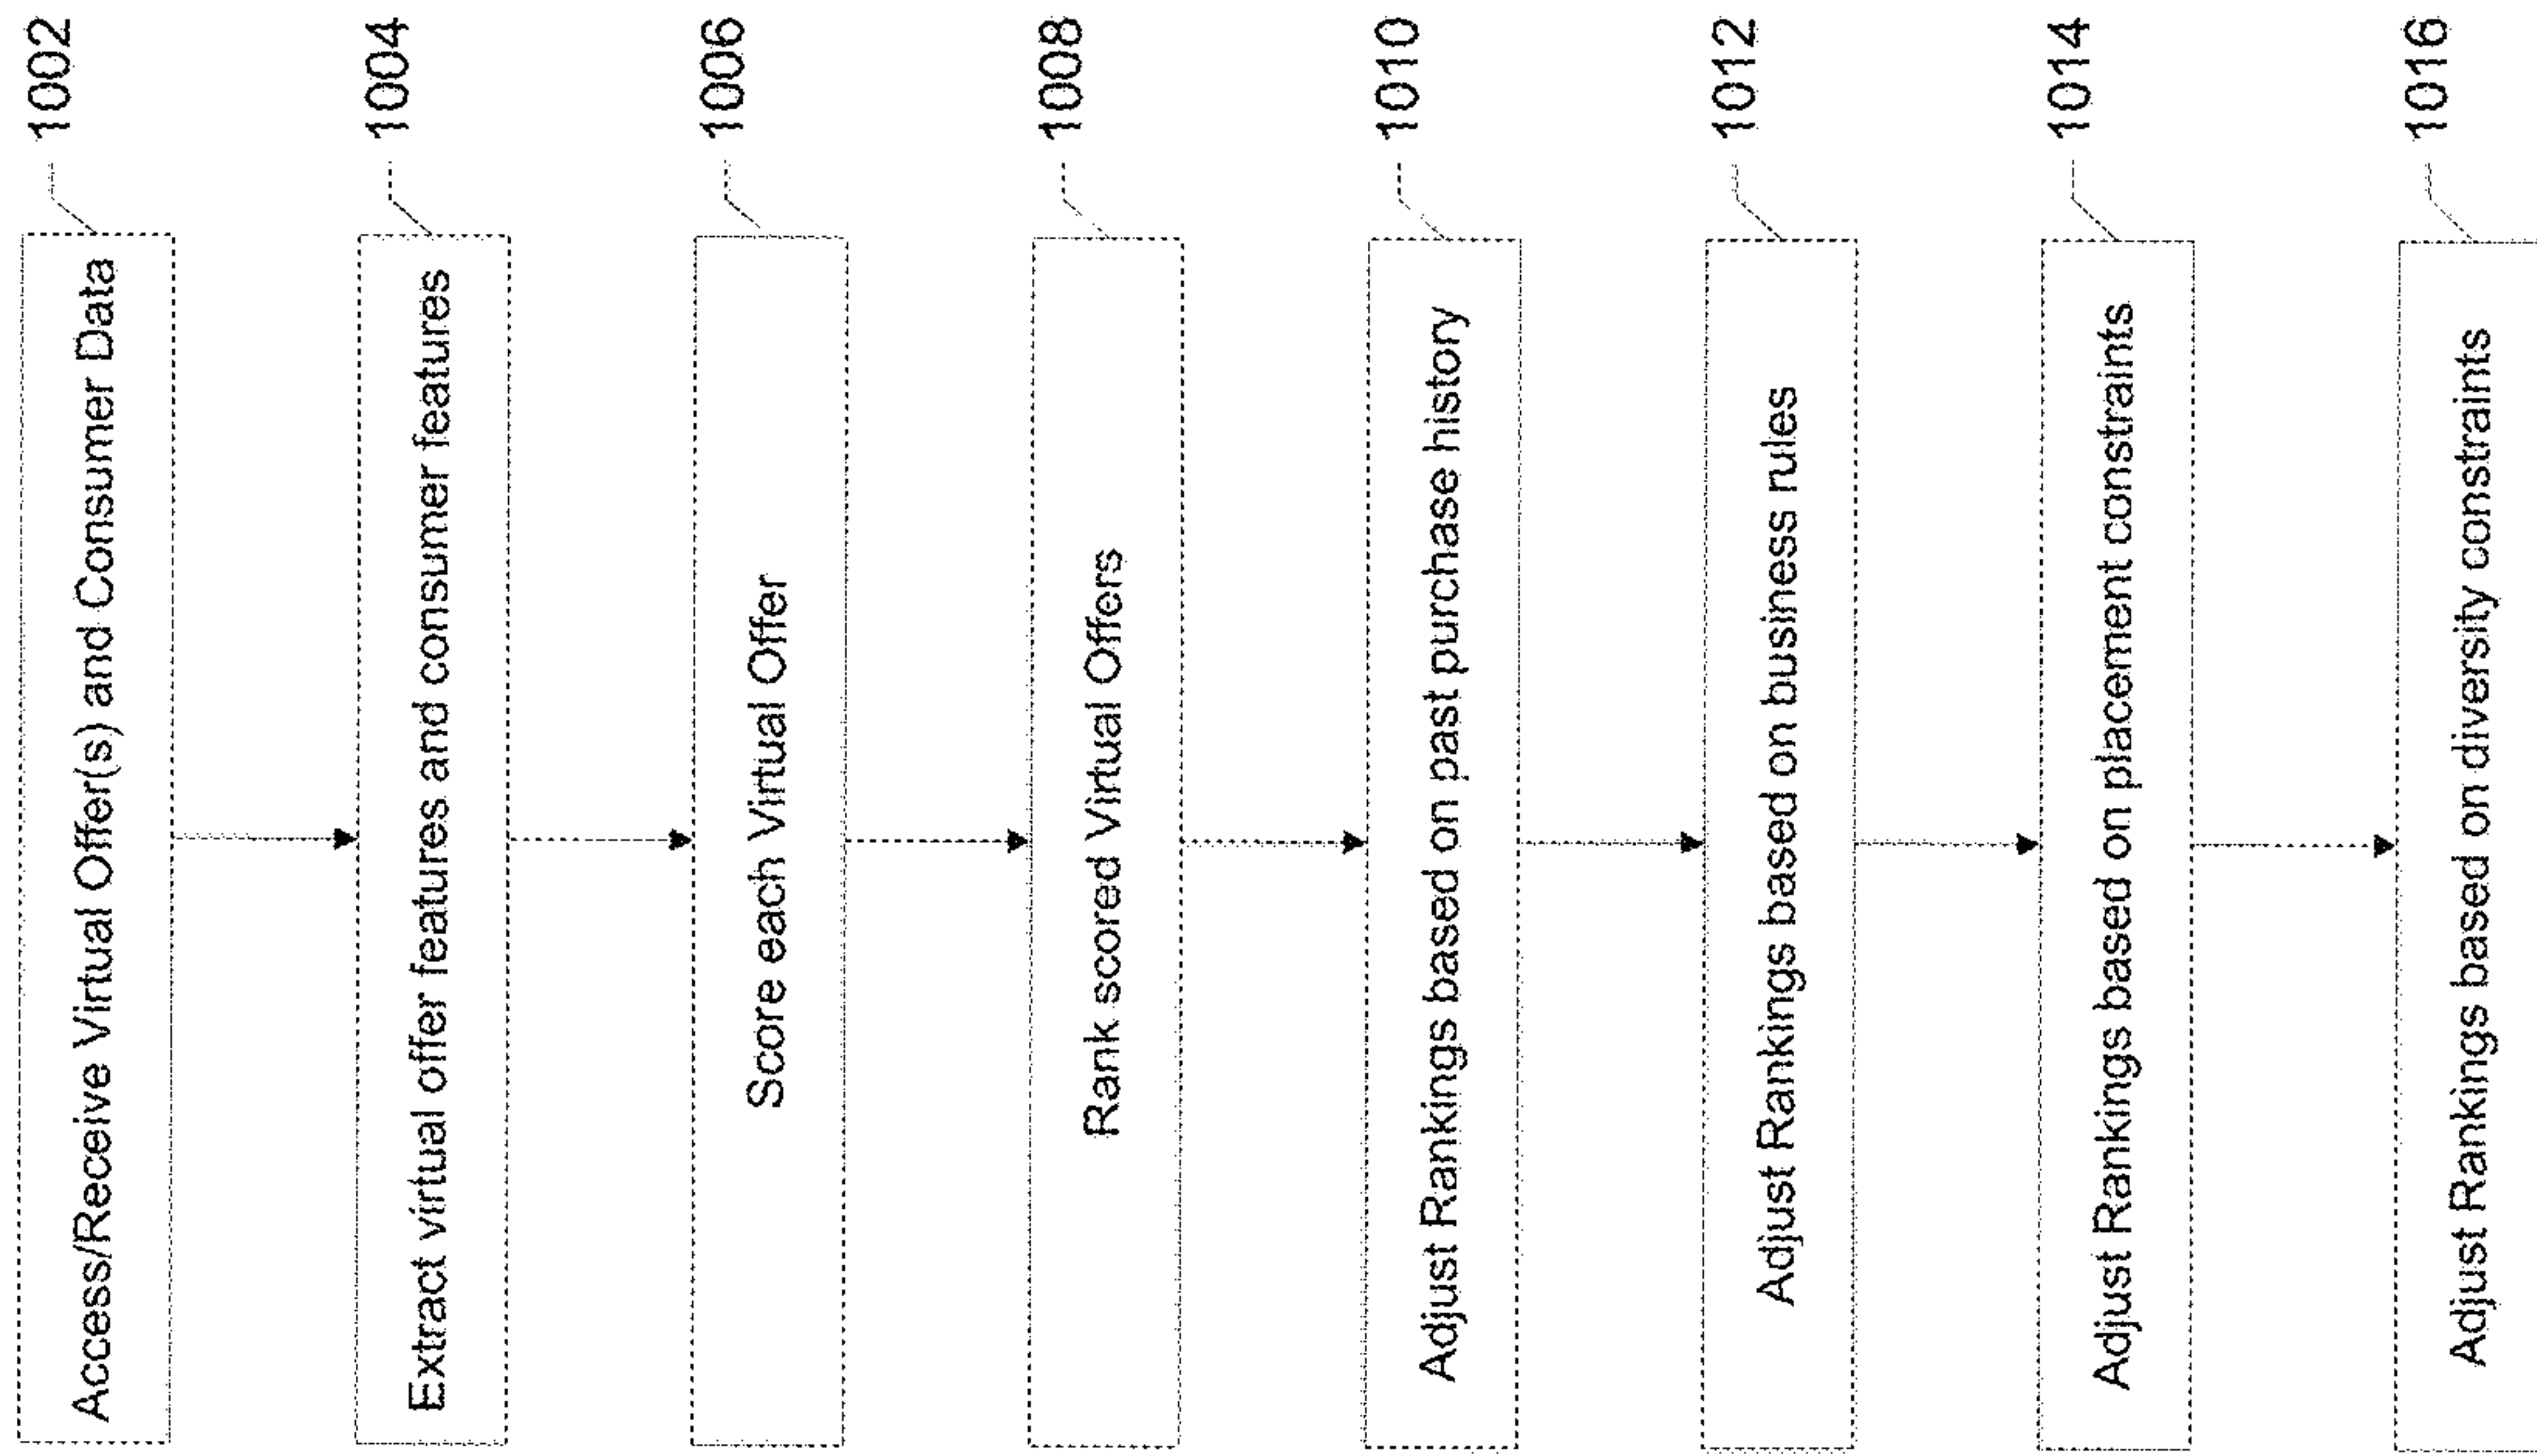 1002
Access/Receive Virtual Offer(s) and Consumer Data
1004
Extract virtual offer features and consumer features
1006
Score each Virtual Offer
1008
Rank scored Virtual Offers
1010
Adjust Rankings based on past purchase history
1012
Adjust Rankings based on business rules
1014
Adjust Rankings based on placement constraints
1016
Adjust Rankings based on diversity constraints